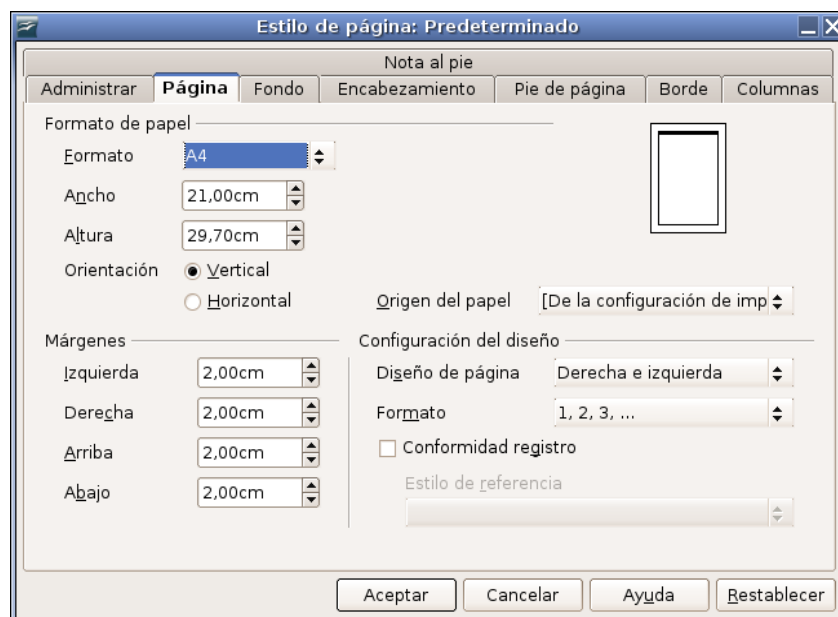 Estilo de página: Predeterminado
Nota al pie
Administrar Página Fondo Encabezamiento Pie de página Borde Columnas
Formato de papel
Formato A4
Ancho 21,00cm
Altura 29,70cm
Orientación Vertical
Horizontal Origen del papel [De la configuración de imp
Márgenes Configuración del diseño
Izquierda 2,00cm Diseño de página Derecha e izquierda
Derecha 2,00cm Formato 1, 2, 3, ...
Arriba 2,00cm Conformidad registro
Abajo 2,00cm Estilo de referencia
Aceptar Cancelar Ayuda Restablecer